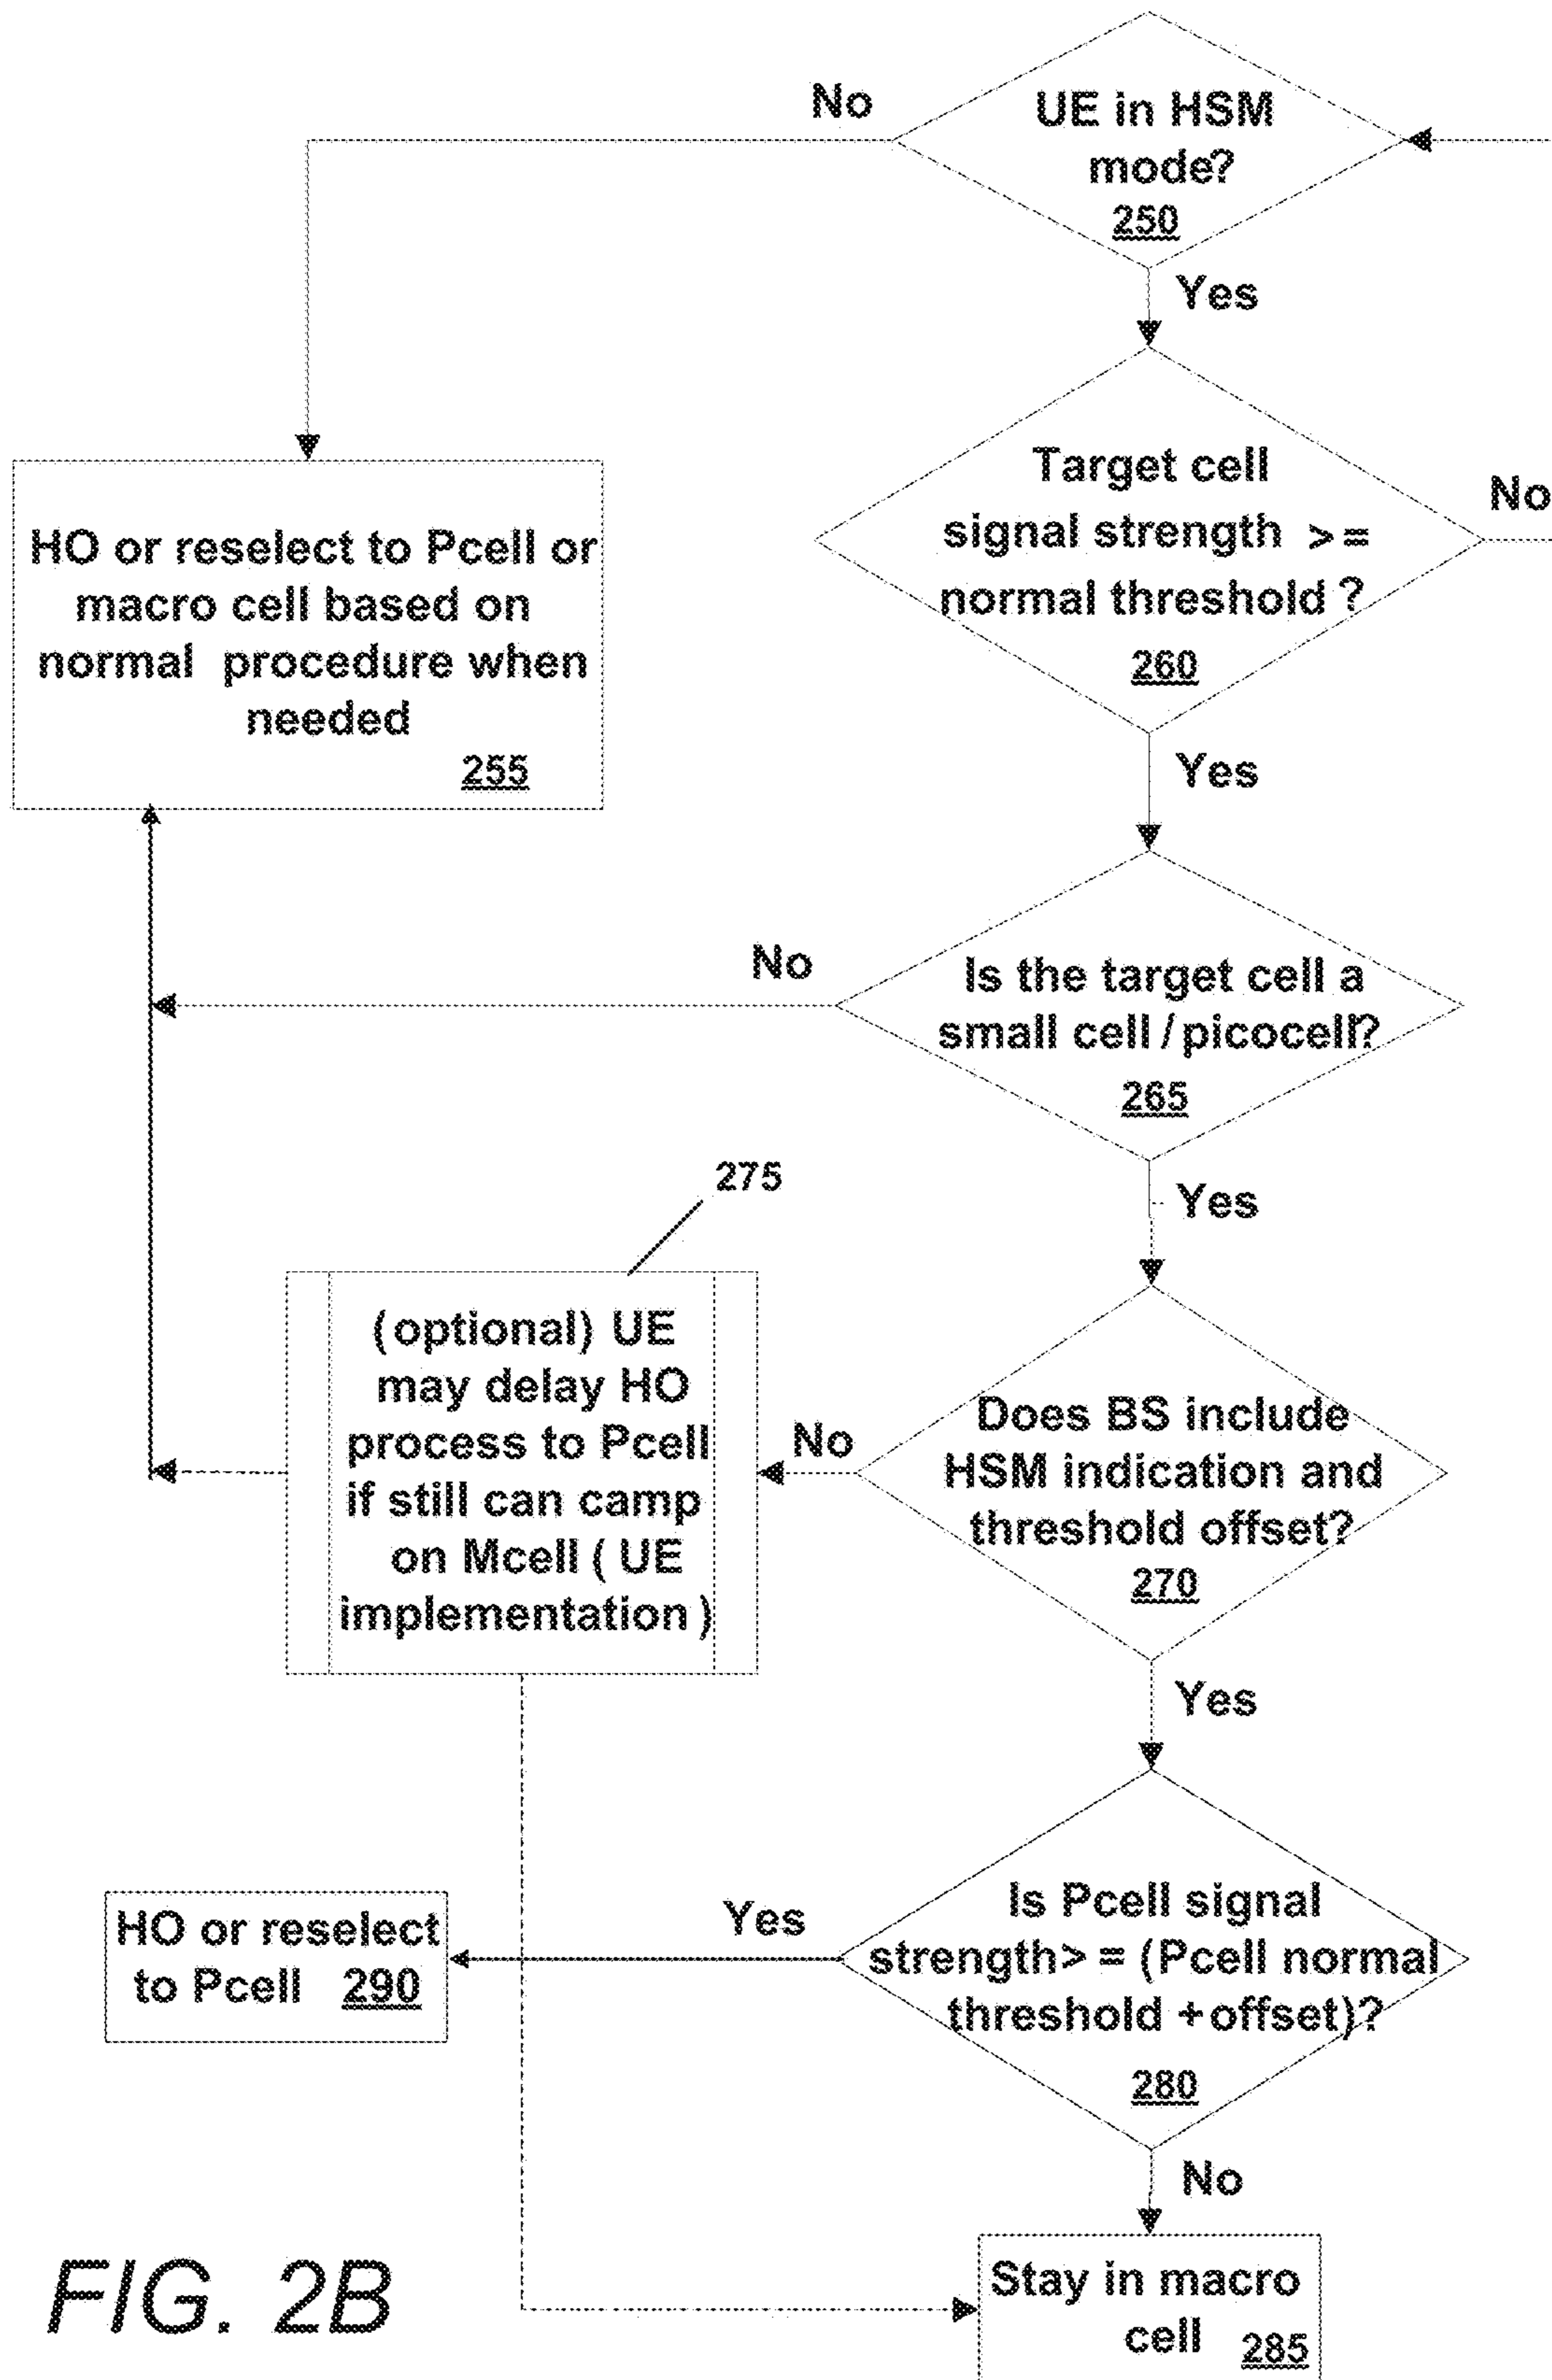 No
UE in HSM
mode?
250
Yes
Target cell
signal strength >=
normal threshold ?
260
No
HO or reselect to Pcell or
macro cell based on
normal procedure when
needed
255
Yes
No
Is the target cell a
small cell / picocell?
265
275
Yes
(optional) UE
may delay HO
process to Pcell
if still can camp
on Mcell ( UE
implementation )
No
Does BS include
HSM indication and
threshold offset?
270
Yes
HO or reselect
to Pcell 290
Yes
Is Pcell signal
strength> = (Pcell normal
threshold +offset)?
280
No
Stay in macro
cell 285
FIG. 2B